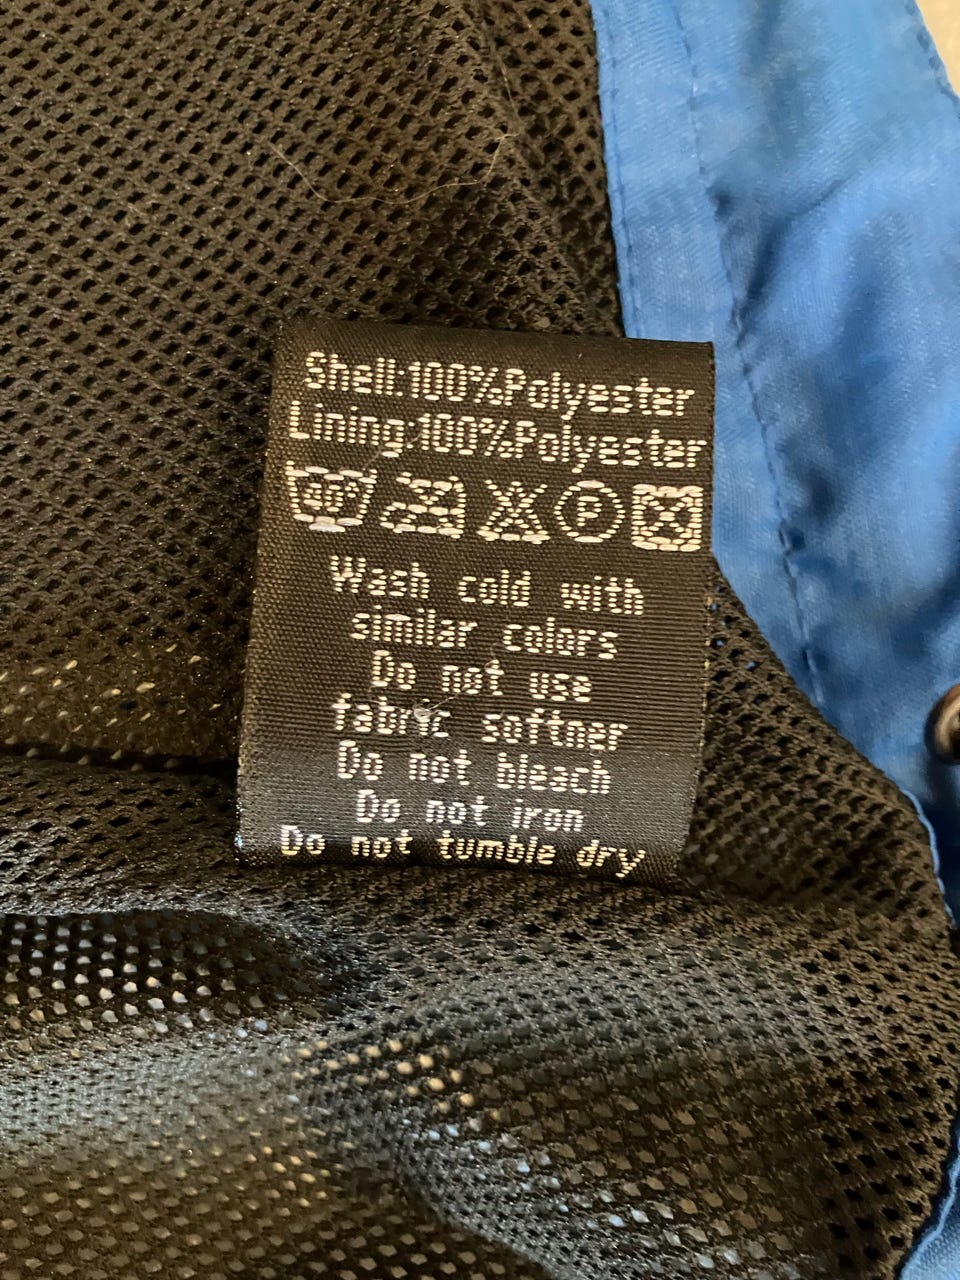 Shell:100%Polyester
Lining:100%Polyester
40° P
Wash cold with
similar colors
Do not use
fabric softner
Do not bleach
Do not iron
Do not tumble dry